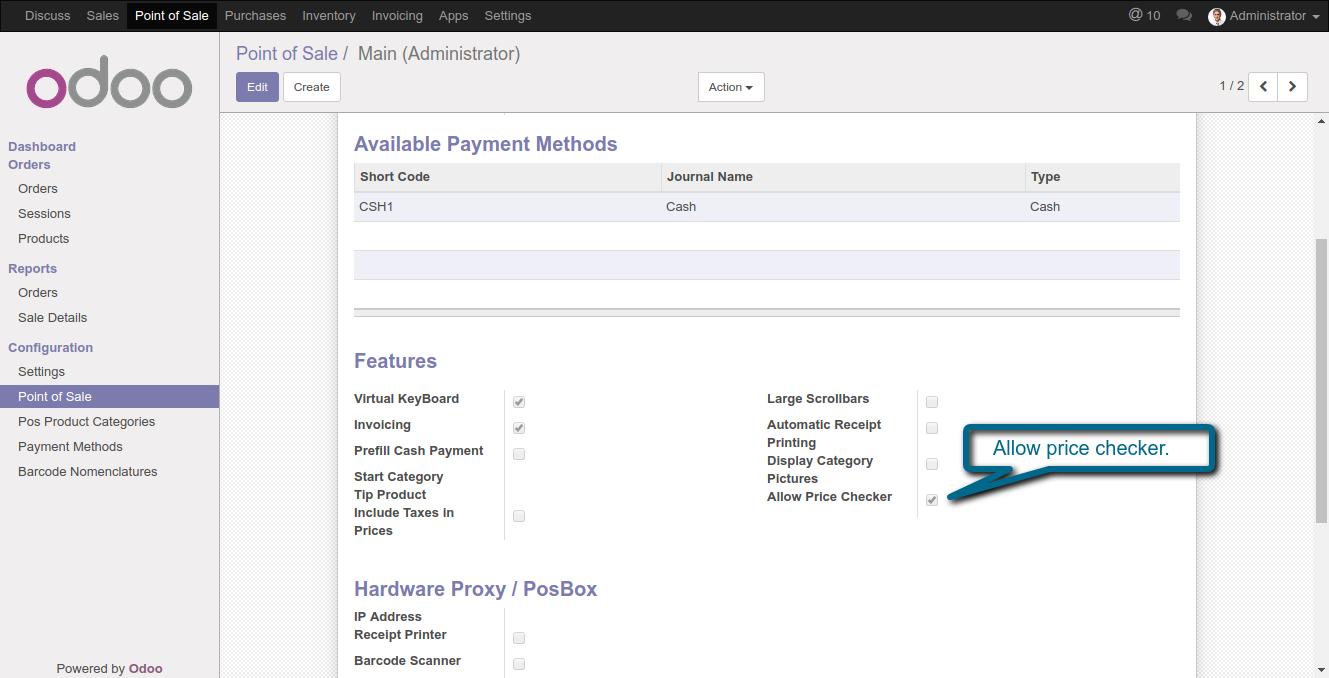 Discuss Sales Point of Sale Purchases Inventory Invoicing Apps Settings @ 10 Administrator
odoo
Dashboard
Orders
Orders
Sessions
Products
Reports
Orders
Sale Details
Configuration
Settings
Point of Sale
Pos Product Categories
Payment Methods
Barcode Nomenclatures
Powered by Odoo
Point of Sale / Main (Administrator)
Edit Create Action 1 / 2
Available Payment Methods
Short Code Journal Name Type
CSH1 Cash Cash
Features
Virtual KeyBoard
Invoicing
Prefill Cash Payment
Start Category
Tip Product
Include Taxes in
Prices
Large Scrollbars
Automatic Receipt
Printing
Display Category
Pictures
Allow Price Checker
Allow price checker.
Hardware Proxy / PosBox
IP Address
Receipt Printer
Barcode Scanner